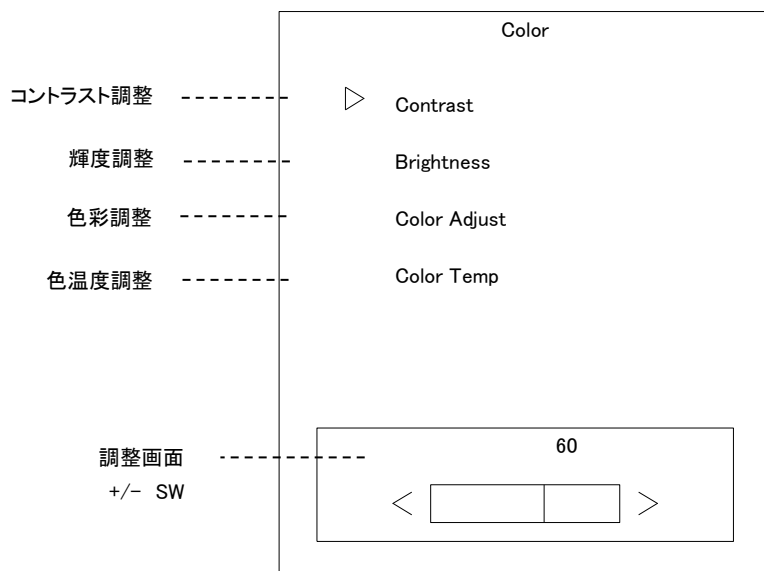 Color
コントラスト調整
Contrast
輝度調整
Brightness
色彩調整
Color Adjust
色温度調整
Color Temp
調整画面
60
+/- SW